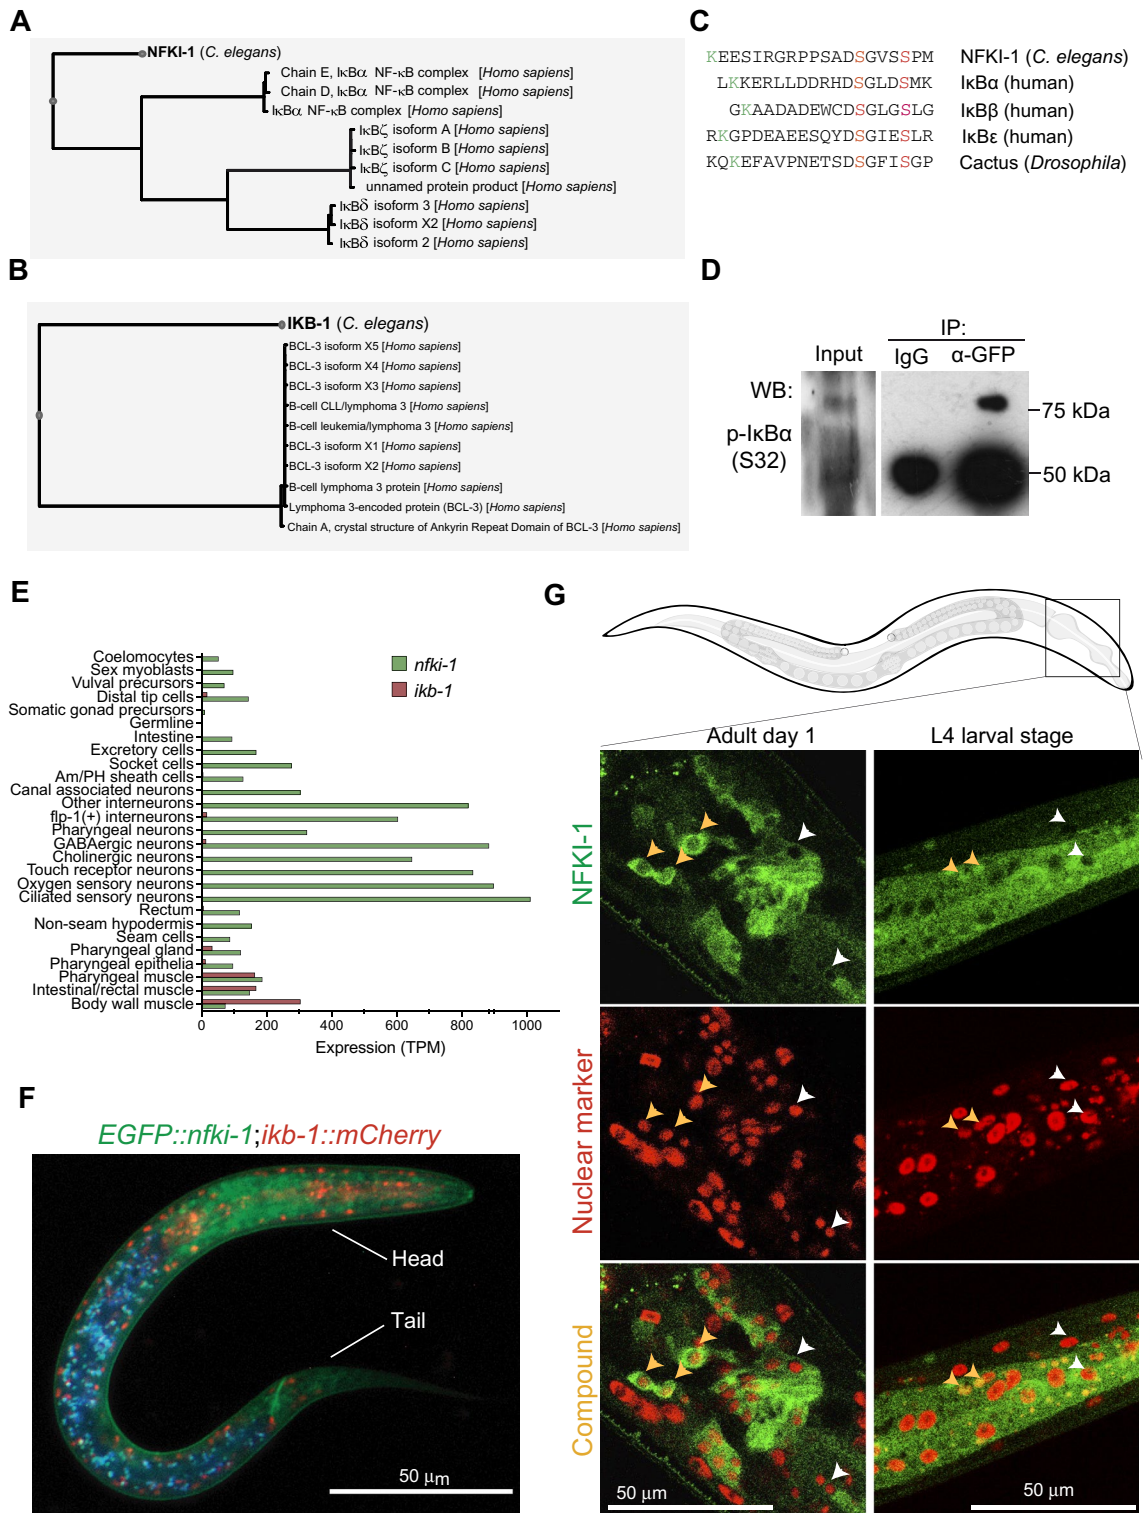 A
NFKI-1 (C. elegans)
Chain E, IκBα NF-κB complex [Homo sapiens]
Chain D, IκBα NF-κB complex [Homo sapiens]
IκBα NF-κB complex [Homo sapiens]
IκBζ isoform A [Homo sapiens]
IκBζ isoform B [Homo sapiens]
IκBζ isoform C [Homo sapiens]
unnamed protein product [Homo sapiens]
IκBδ isoform 3 [Homo sapiens]
IκBδ isoform X2 [Homo sapiens]
IκBδ isoform 2 [Homo sapiens]
B
IKB-1 (C. elegans)
BCL-3 isoform X5 [Homo sapiens]
BCL-3 isoform X4 [Homo sapiens]
BCL-3 isoform X3 [Homo sapiens]
B-cell CLL/lymphoma 3 [Homo sapiens]
B-cell leukemia/lymphoma 3 [Homo sapiens]
BCL-3 isoform X1 [Homo sapiens]
BCL-3 isoform X2 [Homo sapiens]
B-cell lymphoma 3 protein [Homo sapiens]
Lymphoma 3-encoded protein (BCL-3) [Homo sapiens]
Chain A, crystal structure of Ankyrin Repeat Domain of BCL-3 [Homo sapiens]
C
KEESIRGRPPSADSGVSSPM NFKI-1 (C. elegans)
LKKERLLDDRHDSGLDSMK IκBα (human)
GKAADADEWCDSGLGSLG IκBβ (human)
RKGPDEAEESQYDSGIESLR IκBε (human)
KQKEFAVPNETSDSGFISGP Cactus (Drosophila)
D
IP:
Input IgG α-GFP
WB:
p-IκBα
(S32)
75 kDa
50 kDa
E
nfki-1
ikb-1
Coelomocytes
Sex myoblasts
Vulval precursors
Distal tip cells
Somatic gonad precursors
Germline
Intestine
Excretory cells
Socket cells
Am/PH sheath cells
Canal associated neurons
Other interneurons
flp-1(+) interneurons
Pharyngeal neurons
GABAergic neurons
Cholinergic neurons
Touch receptor neurons
Oxygen sensory neurons
Ciliated sensory neurons
Rectum
Non-seam hypodermis
Seam cells
Pharyngeal gland
Pharyngeal epithelia
Pharyngeal muscle
Intestinal/rectal muscle
Body wall muscle
0 200 400 600 800 1000
Expression (TPM)
F
EGFP::nfki-1;ikb-1::mCherry
Head
Tail
50 μm
G
Adult day 1 L4 larval stage
NFKI-1
Nuclear marker
Compound
50 μm
50 μm